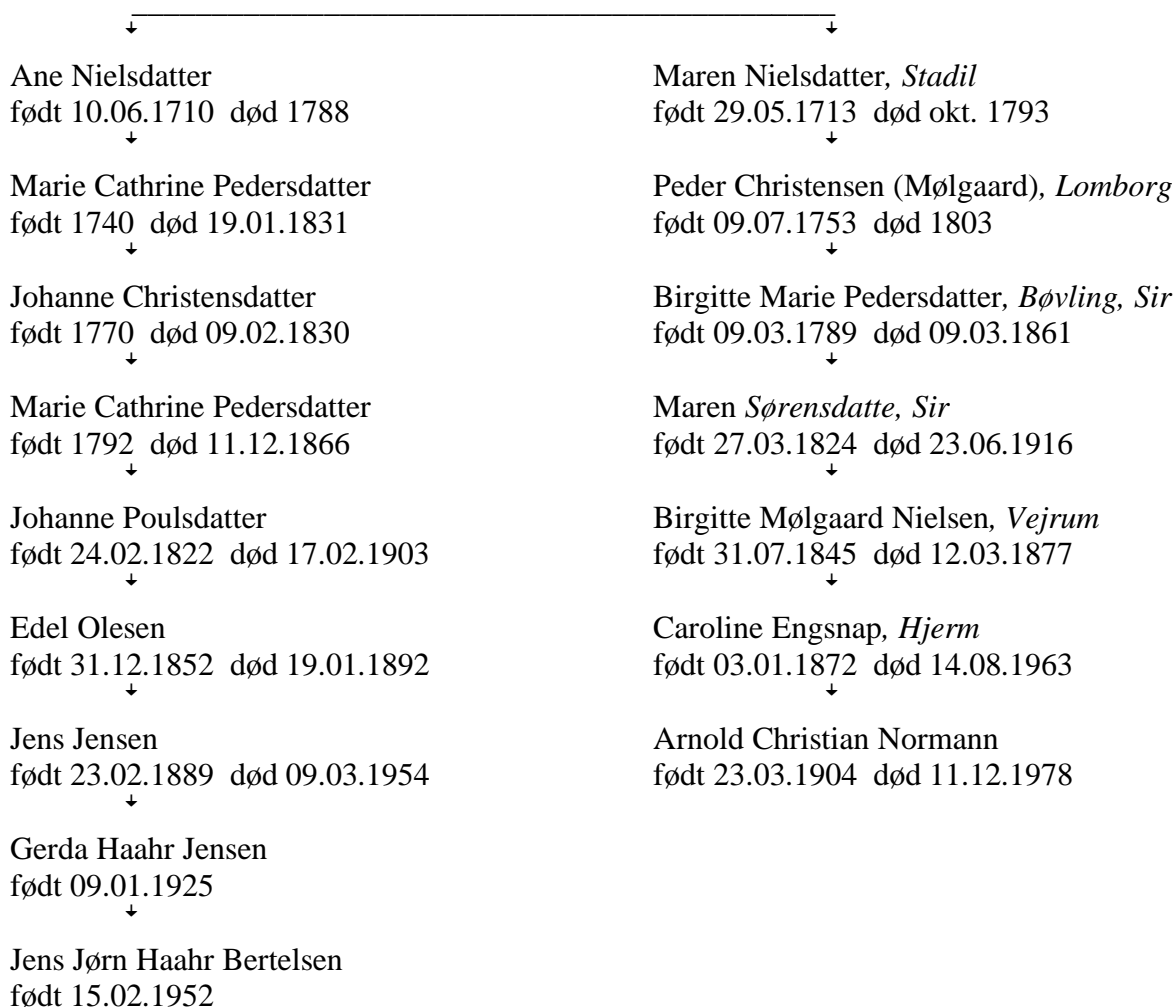 Ane Nielsdatter
født 10.06.1710 død 1788
Marie Cathrine Pedersdatter
født 1740 død 19.01.1831
Johanne Christensdatter
født 1770 død 09.02.1830
Marie Cathrine Pedersdatter
født 1792 død 11.12.1866
Johanne Poulsdatter
født 24.02.1822 død 17.02.1903
Edel Olesen
født 31.12.1852 død 19.01.1892
Jens Jensen
født 23.02.1889 død 09.03.1954
Gerda Haahr Jensen
født 09.01.1925
Jens Jørn Haahr Bertelsen
født 15.02.1952
Maren Nielsdatter, Stadil
født 29.05.1713 død okt. 1793
Peder Christensen (Mølgaard), Lomborg
født 09.07.1753 død 1803
Birgitte Marie Pedersdatter, Bøvling, Sir
født 09.03.1789 død 09.03.1861
Maren Sørensdatte, Sir
født 27.03.1824 død 23.06.1916
Birgitte Mølgaard Nielsen, Vejrum
født 31.07.1845 død 12.03.1877
Caroline Engsnap, Hjerm
født 03.01.1872 død 14.08.1963
Arnold Christian Normann
født 23.03.1904 død 11.12.1978